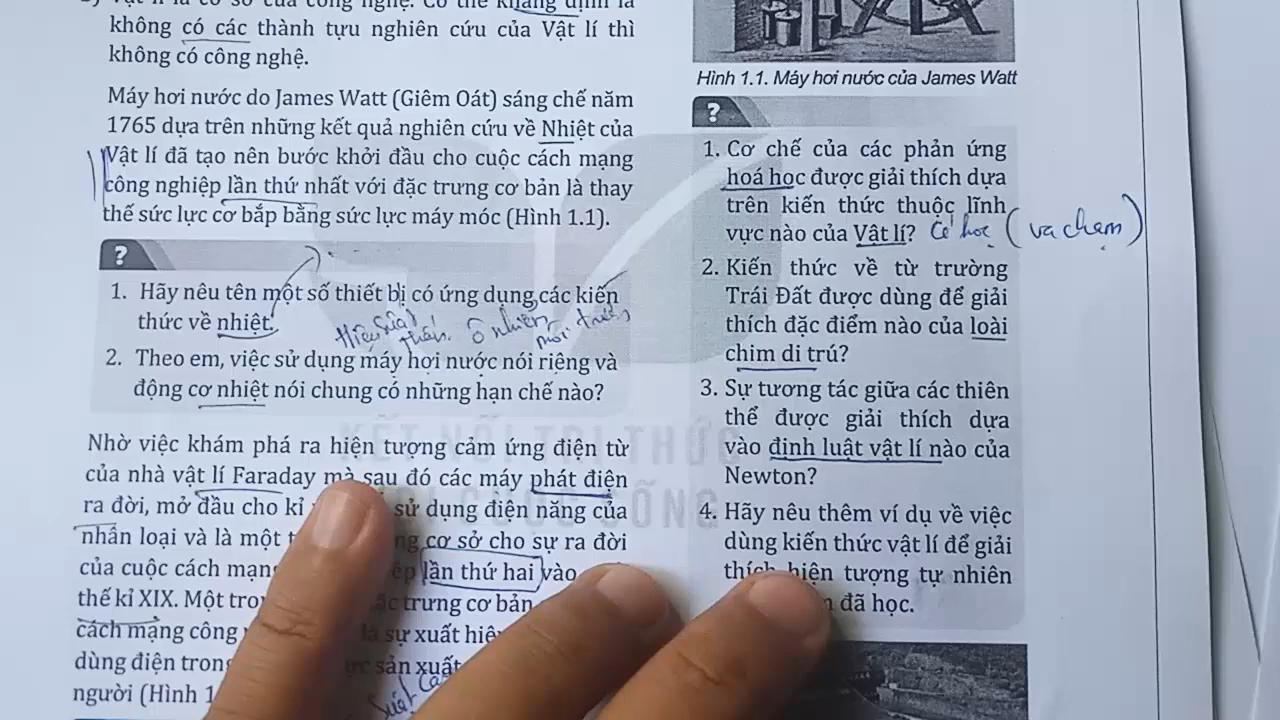 không có các thành tựu nghiên cứu của Vật lí thì
không có công nghệ.
Máy hơi nước do James Watt (Giêm Oát) sáng chế năm
1765 dựa trên những kết quả nghiên cứu về Nhiệt của
Vật lí đã tạo nên bước khởi đầu cho cuộc cách mạng
công nghiệp lần thứ nhất với đặc trưng cơ bản là thay
thế sức lực cơ bắp bằng sức lực máy móc (Hình 1.1).
?
1. Hãy nêu tên một số thiết bị có ứng dụng các kiến
thức về nhiệt.
Hiệu suất thấp. ô nhiễm môi trường
2. Theo em, việc sử dụng máy hơi nước nói riêng và
động cơ nhiệt nói chung có những hạn chế nào?
Nhờ việc khám phá ra hiện tượng cảm ứng điện từ
của nhà vật lí Faraday mà sau đó các máy phát điện
ra đời, mở đầu cho kỉ sử dụng điện năng của
nhân loại và là một cơ sở cho sự ra đời
của cuộc cách mạng lần thứ hai vào
thế kỉ XIX. Một trưng cơ bản
cách mạng công là sự xuất
dùng điện trong sản xuất
người (Hình 1
Hình 1.1. Máy hơi nước của James Watt
?
1. Cơ chế của các phản ứng
hoá học được giải thích dựa
trên kiến thức thuộc lĩnh
vực nào của Vật lí? Cơ học (va chạm)
2. Kiến thức về từ trường
Trái Đất được dùng để giải
thích đặc điểm nào của loài
chim di trú?
3. Sự tương tác giữa các thiên
thể được giải thích dựa
vào định luật vật lí nào của
Newton?
4. Hãy nêu thêm ví dụ về việc
dùng kiến thức vật lí để giải
thích hiện tượng tự nhiên
đã học.
KẾT NỐI TRI THỨC
CUỘC SỐNG